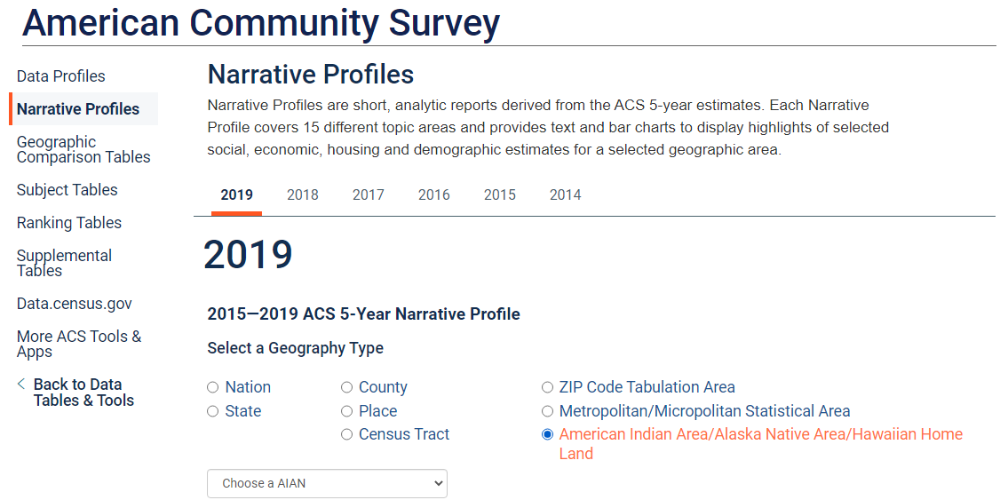 American Community Survey
Data Profiles
Narrative Profiles
Geographic
Comparison Tables
Subject Tables
Ranking Tables
Supplemental
Tables
Data.census.gov
More ACS Tools &
Apps
Back to Data
Tables & Tools
Narrative Profiles
Narrative Profiles are short, analytic reports derived from the ACS 5-year estimates. Each Narrative
Profile covers 15 different topic areas and provides text and bar charts to display highlights of selected
social, economic, housing and demographic estimates for a selected geographic area.
2019 2018 2017 2016 2015 2014
2019
2015—2019 ACS 5-Year Narrative Profile
Select a Geography Type
Nation County ZIP Code Tabulation Area
State Place Metropolitan/Micropolitan Statistical Area
Census Tract American Indian Area/Alaska Native Area/Hawaiian Home
Land
Choose a AIAN